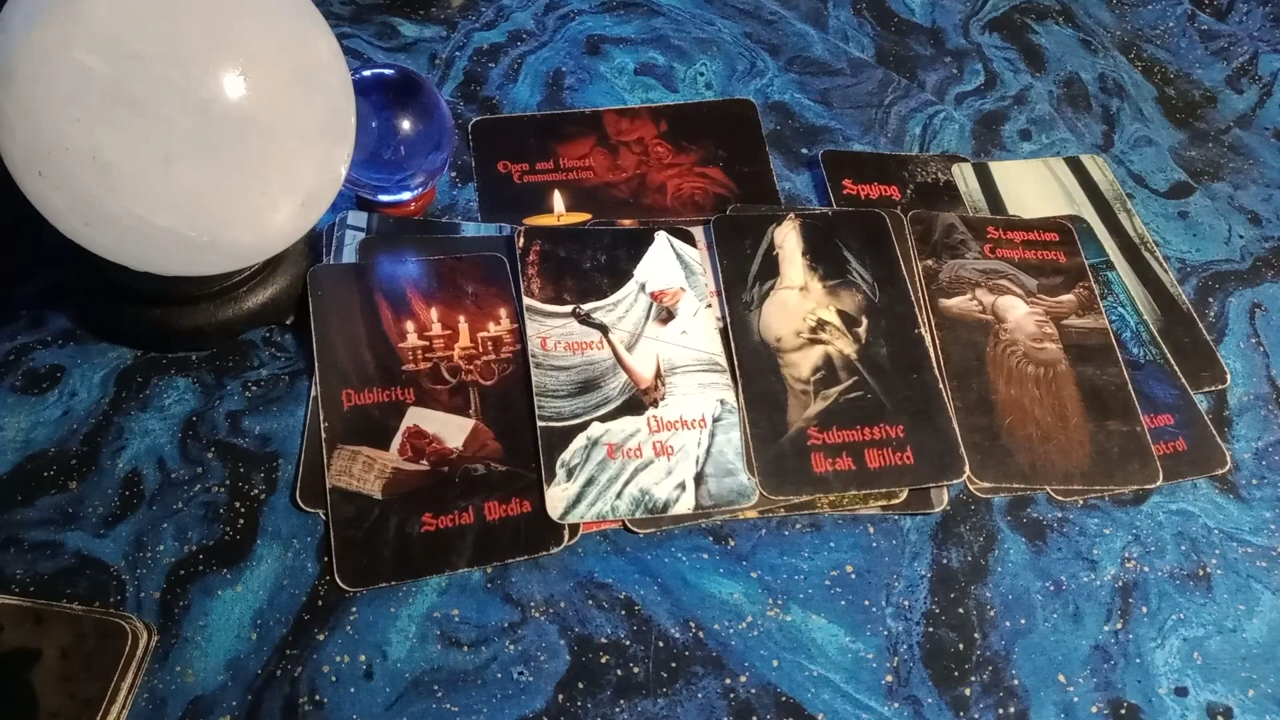 Open and Honest
Communication
Spying
Publicity
Social Media
Trapped
Blocked
Tied Up
Submissive
Weak Willed
Stagnation
Complacency